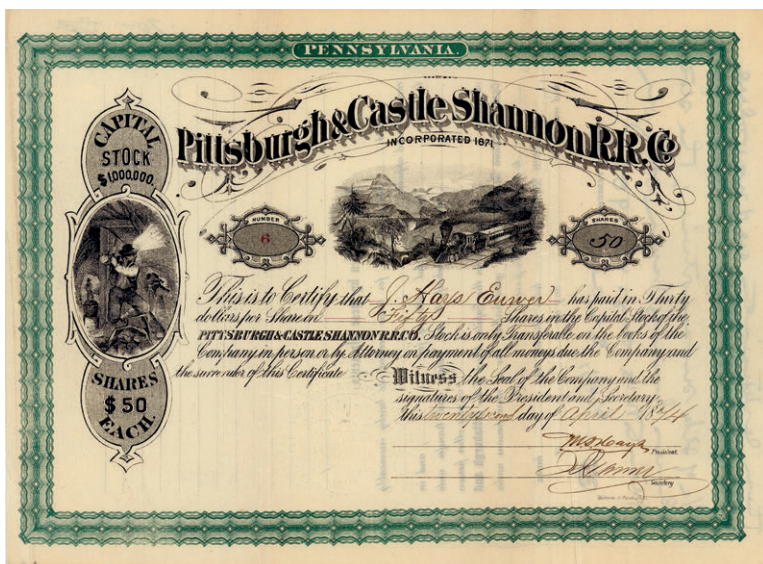 PENNSYLVANIA.
Pittsburgh & Castle Shannon R.R. Co
INCORPORATED 1871.
CAPITAL
STOCK
$1,000,000.
NUMBER
6
SHARES
50
This is to Certify that J. Hays has paid in Thirty
dollars per Share in Fifty Shares in the Capital Stock of the
PITTSBURGH & CASTLE SHANNON R.R. CO. Stock is only Transferable on the books of the
Company in person or by Attorney on payment of all moneys due the Company and
the surrender of this Certificate
Witness the Seal of the Company and the
signatures of the President and Secretary
this twenty second day of April 1874
President.
Secretary
SHARES
$50
EACH.